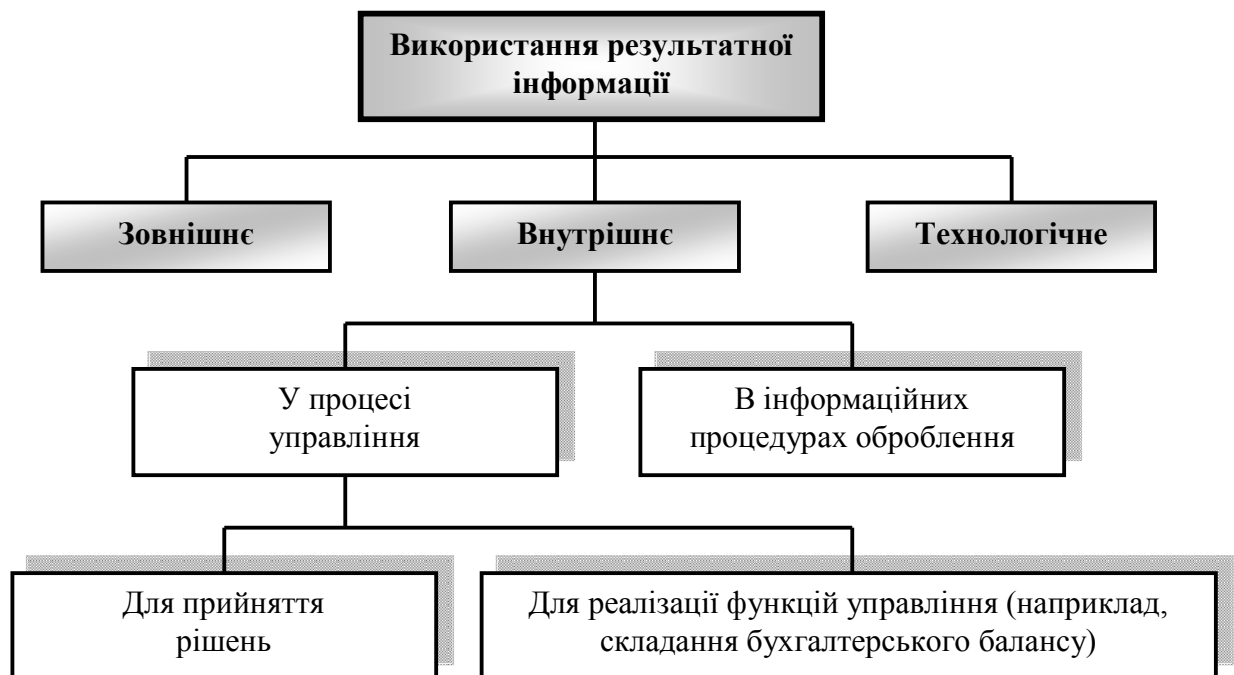 Використання результатної
інформації
Зовнішнє
Внутрішнє
Технологічне
У процесі
управління
В інформаційних
процедурах оброблення
Для прийняття
рішень
Для реалізації функцій управління (наприклад,
складання бухгалтерського балансу)